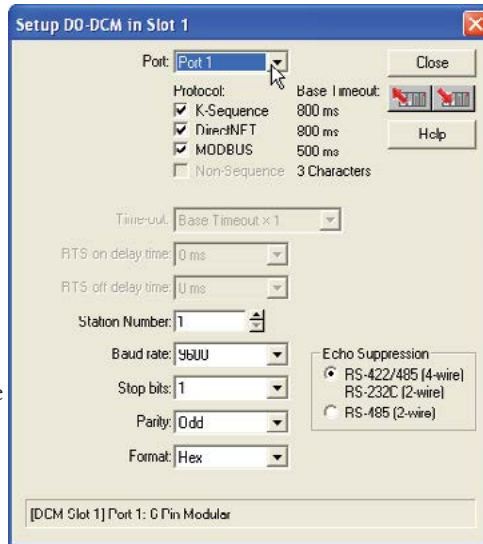 Setup D0-DCM in Slot 1
Port: Port 1
Close
Protocol: Base Timeout:
K-Sequence 800 ms
DirectNET 800 ms
MODBUS 500 ms
Non-Sequence 3 Characters
Help
Time-out: Base Timeout x 1
RTS on delay time: 0 ms
RTS off delay time: 0 ms
Station Number: 1
Baud rate: 9600
Stop bits: 1
Parity: Odd
Format: Hex
Echo Suppression
RS-422/485 (4-wire)
RS-232C (2-wire)
RS-485 (2-wire)
[DCM Slot 1] Port 1: 6 Pin Modular
e